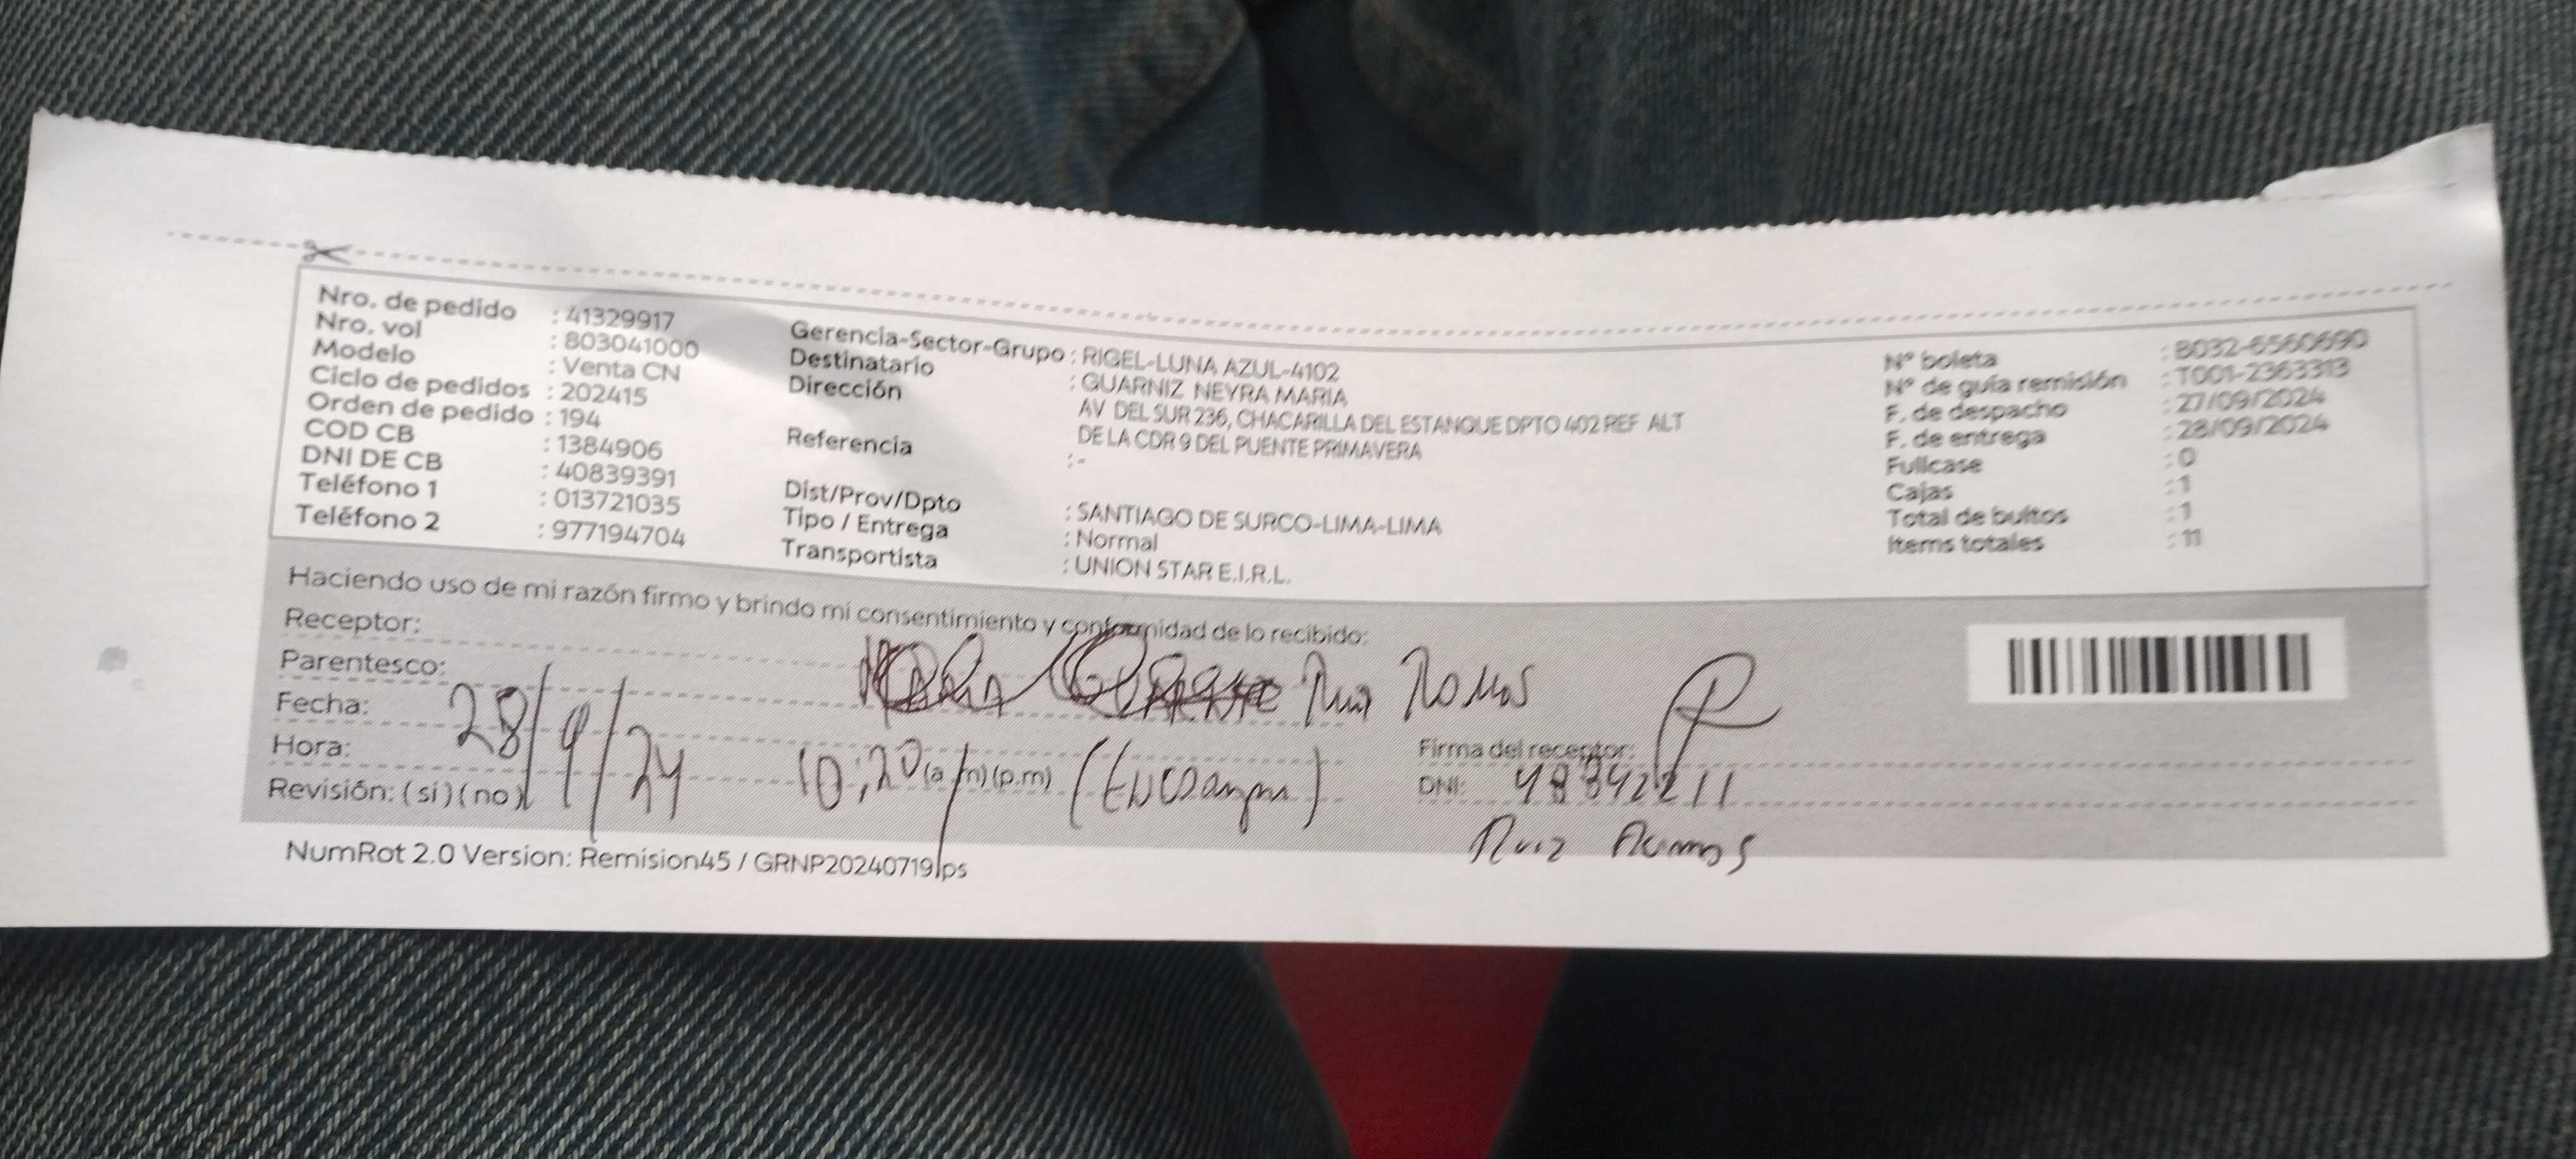 Nro. de pedido : 41329917
Nro. vol : 803041000
Modelo : Venta CN
Ciclo de pedidos : 202415
Orden de pedido : 194
COD CB : 1384906
DNI DE CB : 40839391
Teléfono 1 : 013721035
Teléfono 2 : 977194704
Gerencia-Sector-Grupo : RIGEL-LUNA AZUL-4102
Destinatario : GUARNIZ NEYRA MARIA
Dirección AV DEL SUR 236, CHACARILLA DEL ESTANQUE DPTO 402 REF ALT
DE LA CDR 9 DEL PUENTE PRIMAVERA
Referencia : -
Dist/Prov/Dpto : SANTIAGO DE SURCO-LIMA-LIMA
Tipo / Entrega : Normal
Transportista : UNION STAR E.I.R.L.
Nº boleta : B032-6560690
Nº de guía remisión : T001-2363313
F. de despacho : 27/09/2024
F. de entrega : 28/09/2024
Fullcase : 0
Cajas : 1
Total de bultos : 1
Items totales : 11
Haciendo uso de mi razón firmo y brindo mi consentimiento y conformidad de lo recibido:
Receptor:
Parentesco:
Fecha: 28/9/24
Hora: 10:20 (a.m) (p.m)
Revisión: ( si ) ( no )
Firma del receptor:
DNI: 48342211
Ruiz Ramos
NumRot 2.0 Version: Remision45 / GRNP20240719.ps